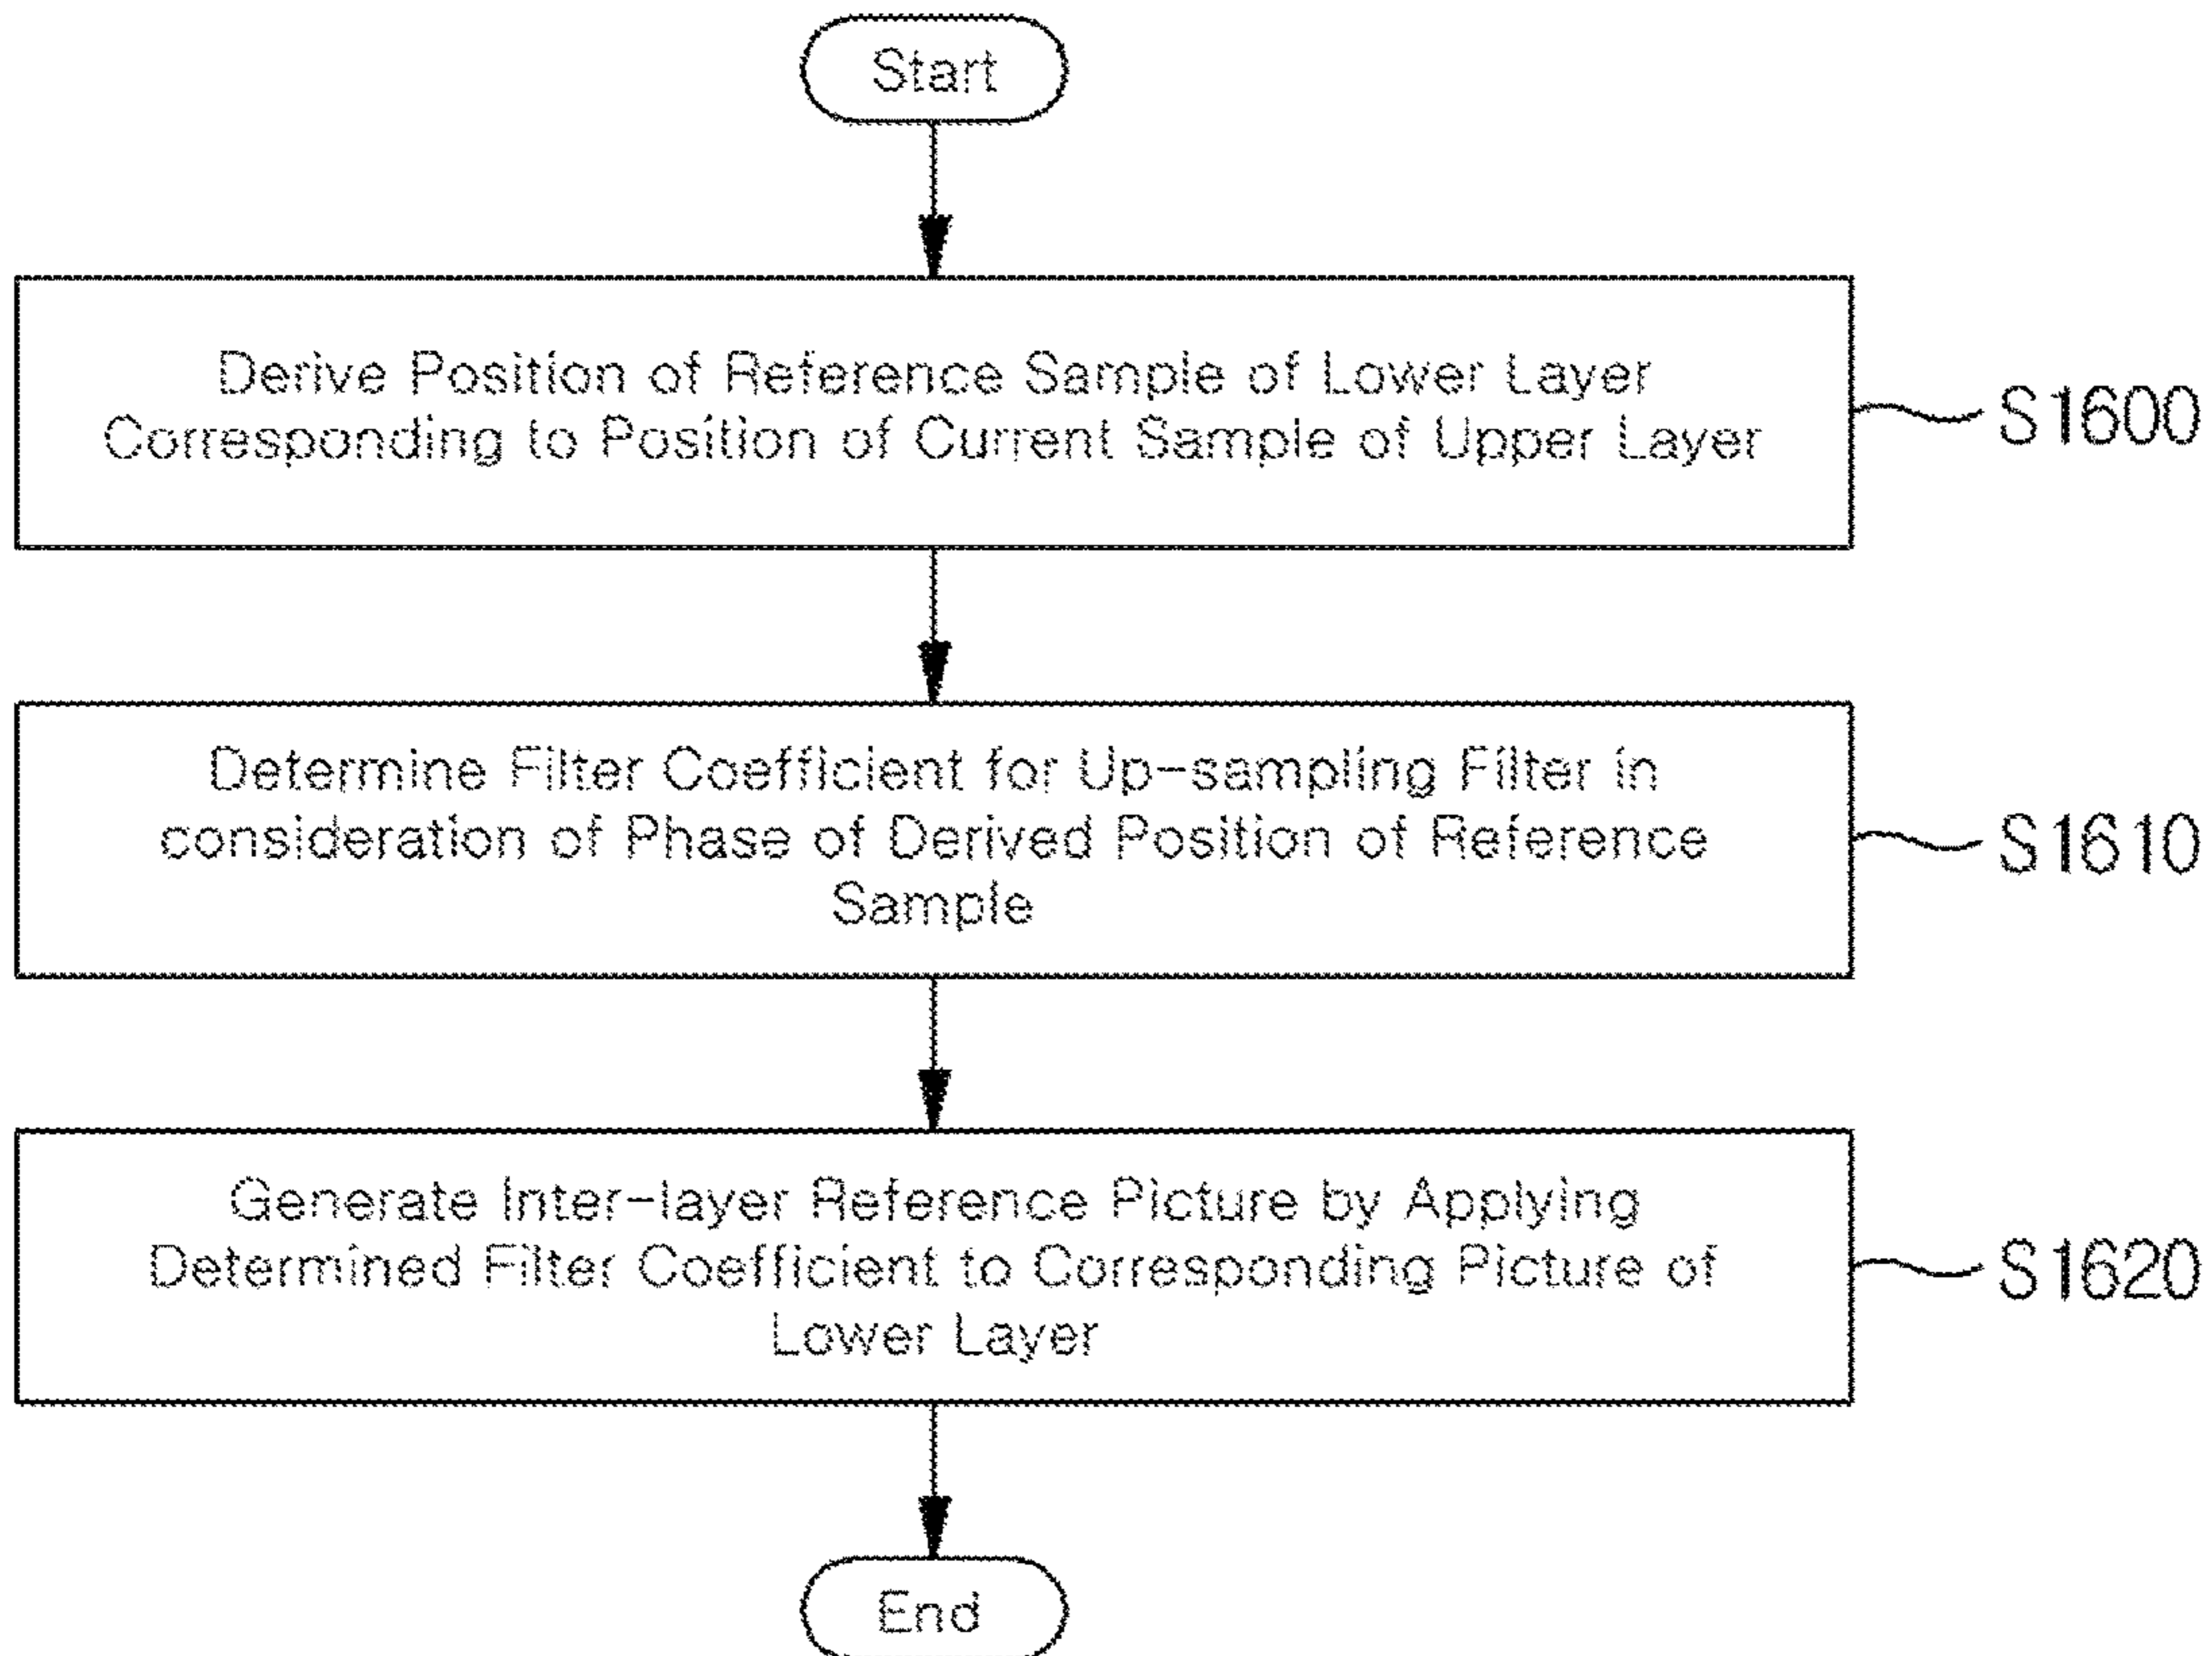 Start
Derive Position of Reference Sample of Lower Layer
Corresponding to Position of Current Sample of Upper Layer
S1600
Determine Filter Coefficient for Up-sampling Filter in
consideration of Phase of Derived Position of Reference
Sample
S1610
Generate Inter-layer Reference Picture by Applying
Determined Filter Coefficient to Corresponding Picture of
Lower Layer
S1620
End